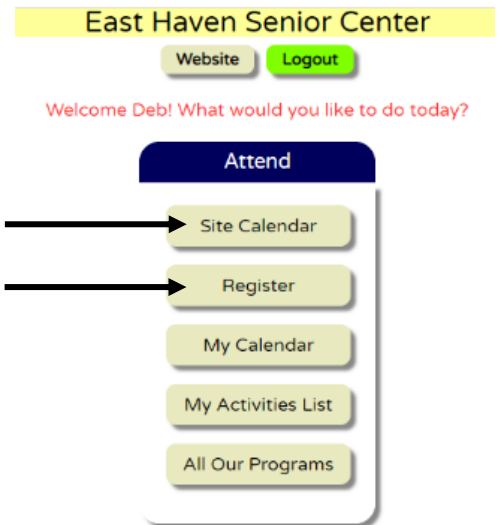 East Haven Senior Center
Website Logout
Welcome Deb! What would you like to do today?
Attend
Site Calendar
Register
My Calendar
My Activities List
All Our Programs